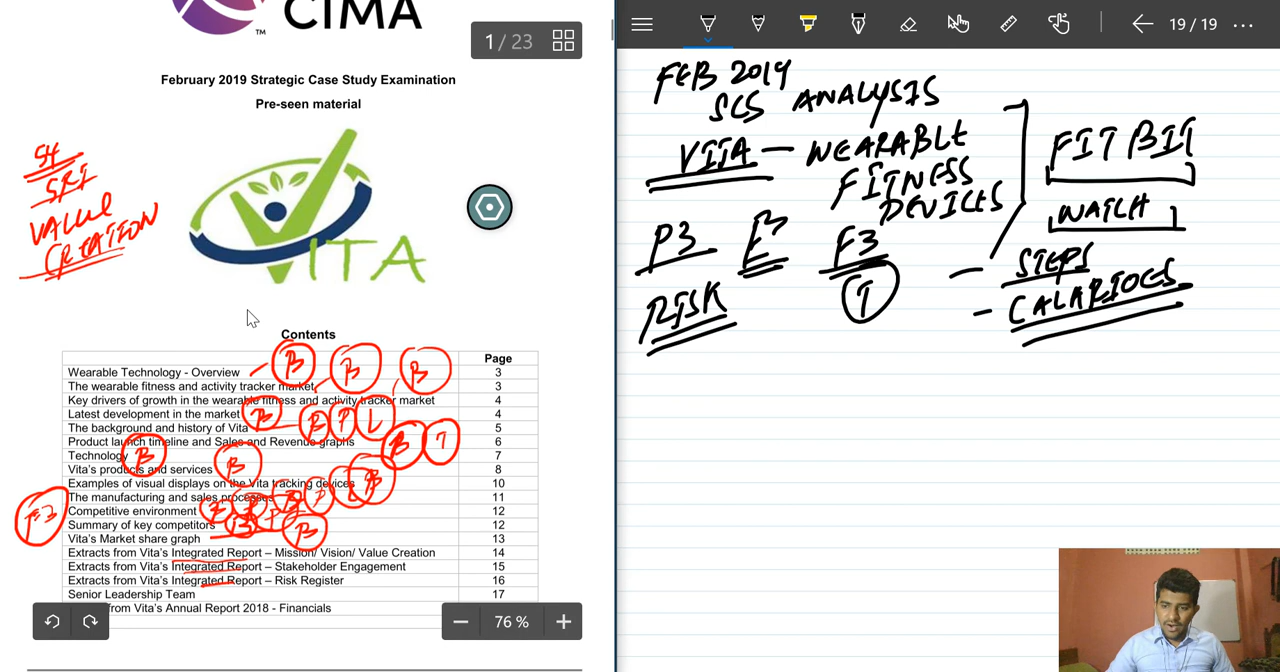 CIMA
TM
1 / 23
February 2019 Strategic Case Study Examination
Pre-seen material
SH
SRI
VALUE
CREATION
VITA
Contents
Page
Wearable Technology - Overview 3
The wearable fitness and activity tracker market 3
Key drivers of growth in the wearable fitness and activity tracker market 4
Latest development in the market 4
The background and history of Vita 5
Product launch timeline and Sales and Revenue graphs 6
Technology 7
Vita's products and services 8
Examples of visual displays on the Vita tracking devices 10
The manufacturing and sales processes 11
Competitive environment 12
Summary of key competitors 12
Vita's Market share graph 13
Extracts from Vita's Integrated Report – Mission/ Vision/ Value Creation 14
Extracts from Vita's Integrated Report – Stakeholder Engagement 15
Extracts from Vita's Integrated Report – Risk Register 16
Senior Leadership Team 17
from Vita's Annual Report 2018 - Financials
B B B
B B P L
B T
B B
B
B
76 %
19 / 19
FEB 2019
SCS ANALYSIS
VITA – WEARABLE
FITNESS
DEVICES
FITBIT
WATCH
P3 E3 F3
- STEPS
RISK
- CALARIOES